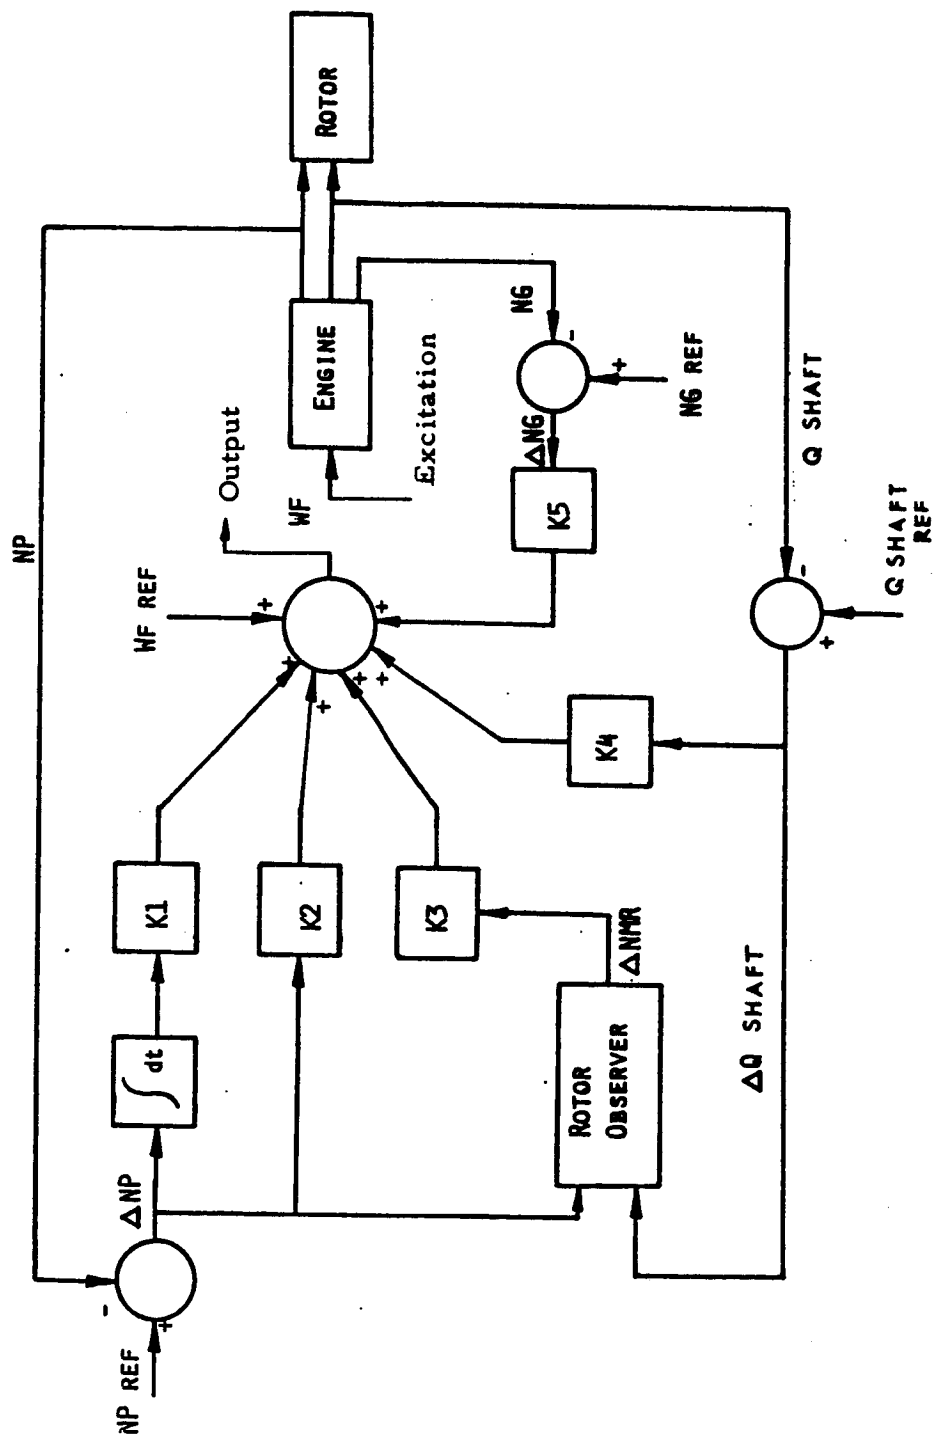 NP
NP REF
-
+
ΔNP
∫ dt
K1
K2
K3
ROTOR
OBSERVER
ΔNMR
K4
WF REF
+
+
+
+
+
+
Output
WF
Excitation
ENGINE
ROTOR
NG
-
+
NG REF
ΔNG
K5
Q SHAFT
-
+
Q SHAFT
REF
ΔQ SHAFT